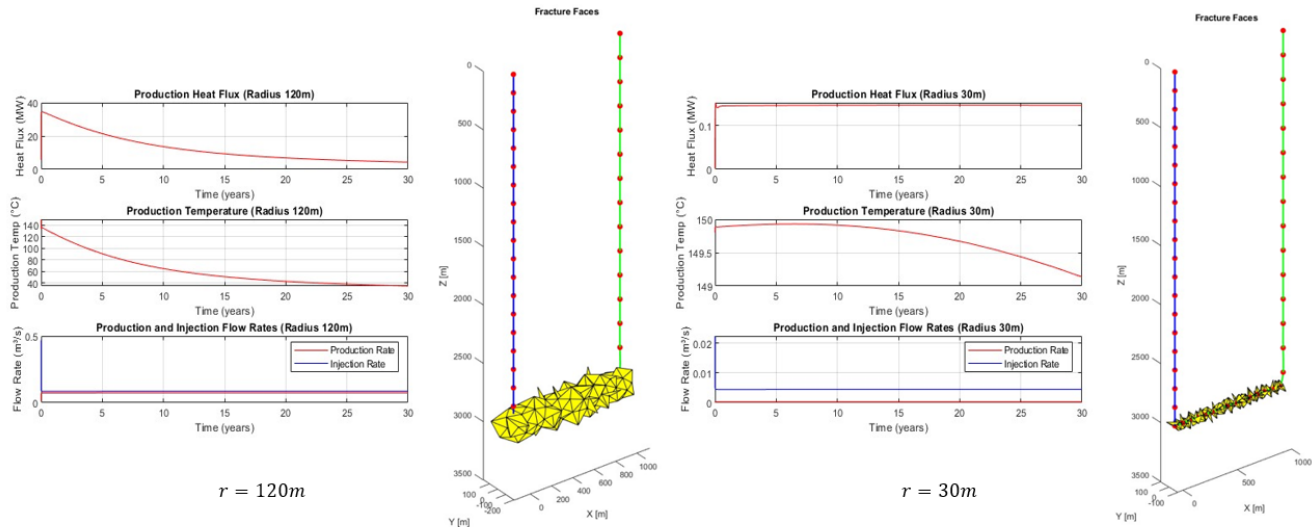 Production Heat Flux (Radius 120m)
Heat Flux (MW)
40
20
0
0 5 10 15 20 25 30
Time (years)
Production Temperature (Radius 120m)
Production Temp (°C)
140
120
100
80
60
40
0 5 10 15 20 25 30
Time (years)
Production and Injection Flow Rates (Radius 120m)
Flow Rate (m³/s)
0.5
0
Production Rate
Injection Rate
0 5 10 15 20 25 30
Time (years)
r = 120m
Fracture Faces
Z [m]
0
500
1000
1500
2000
2500
3000
3500
100
0
-100
-200
Y [m]
0
200
400
600
800
1000
X [m]
Production Heat Flux (Radius 30m)
Heat Flux (MW)
0.1
0
0 5 10 15 20 25 30
Time (years)
Production Temperature (Radius 30m)
Production Temp (°C)
150
149.5
149
0 5 10 15 20 25 30
Time (years)
Production and Injection Flow Rates (Radius 30m)
Flow Rate (m³/s)
0.02
0.01
0
Production Rate
Injection Rate
0 5 10 15 20 25 30
Time (years)
r = 30m
Fracture Faces
Z [m]
0
500
1000
1500
2000
2500
3000
3500
100
0
-100
Y [m]
0
500
1000
X [m]